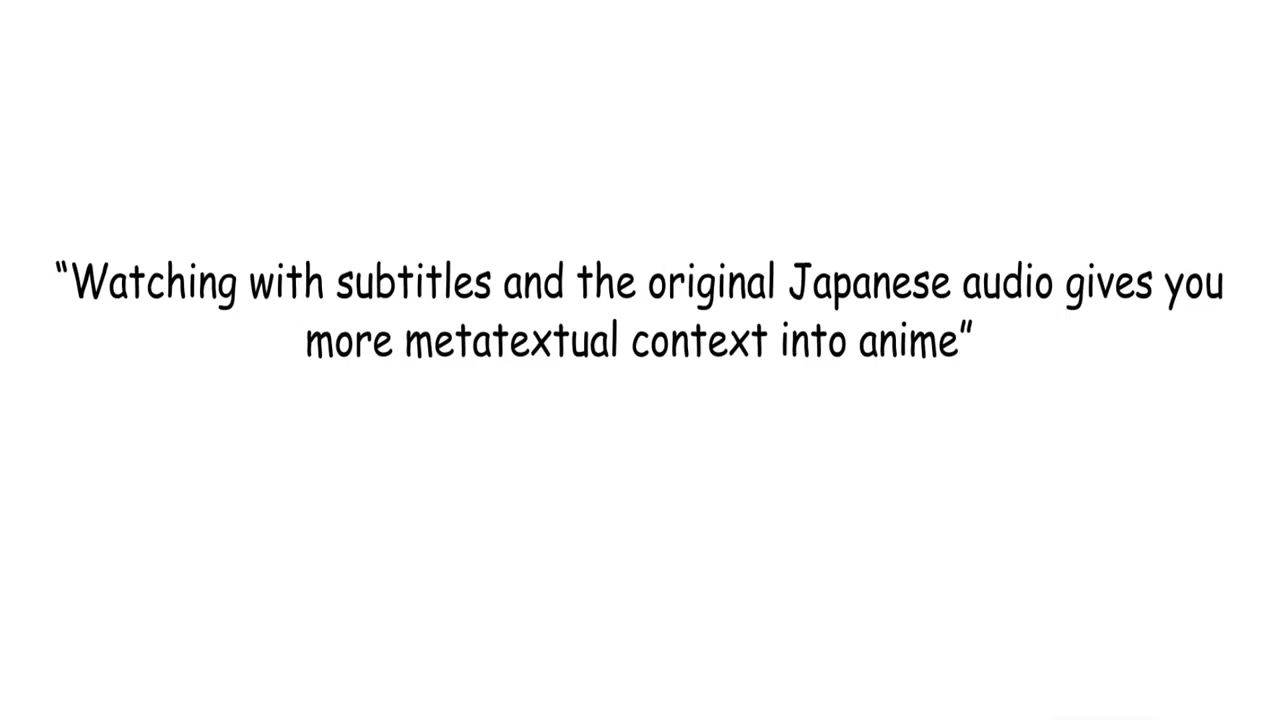 “Watching with subtitles and the original Japanese audio gives you
more metatextual context into anime”